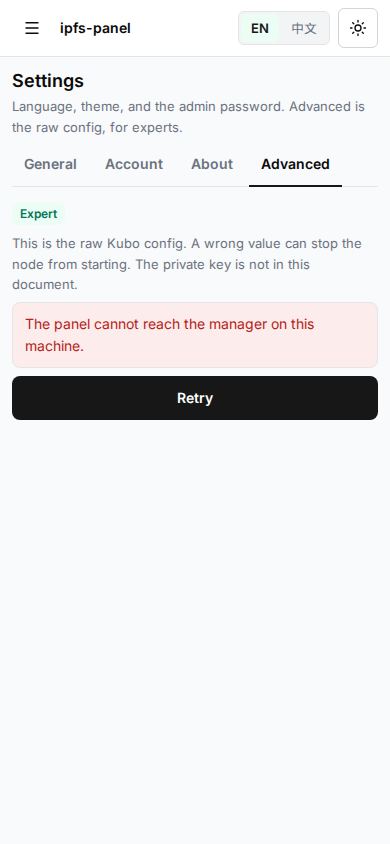 ipfs-panel
EN
中文
Settings
Language, theme, and the admin password. Advanced is
the raw config, for experts.
General
Account
About
Advanced
Expert
This is the raw Kubo config. A wrong value can stop the
node from starting. The private key is not in this
document.
The panel cannot reach the manager on this
machine.
Retry